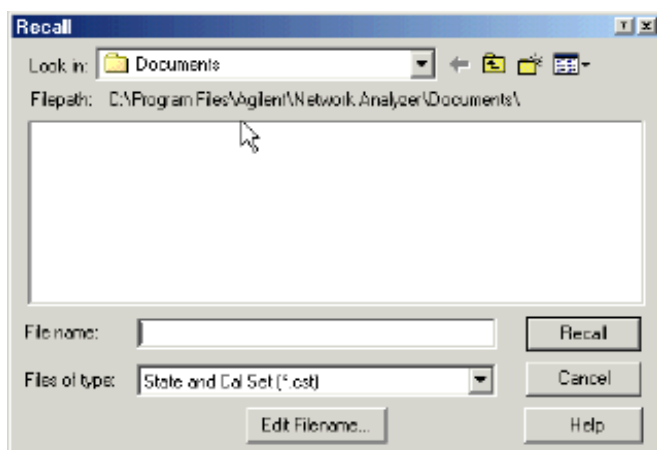 Recall
Look in: Documents
Filepath: C:\Program Files\Agilent\Network Analyzer\Documents\
File name: Recall
Files of type: State and Cal Set (*.cst) Cancel
Edit Filename... Help